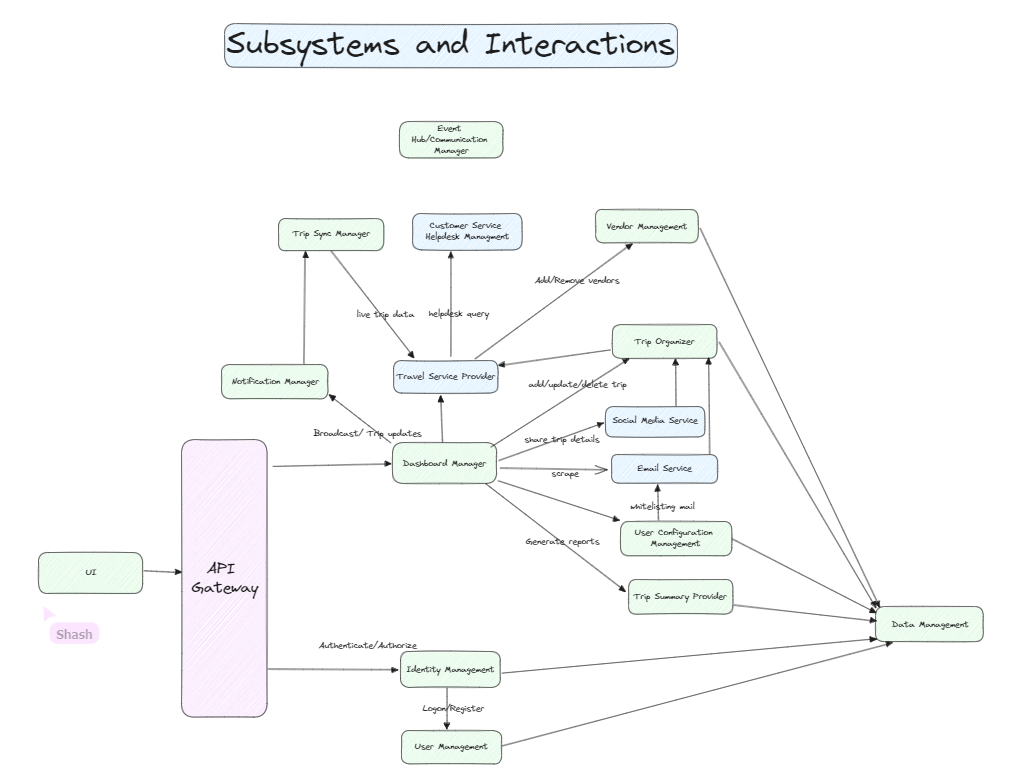 Subsystems and Interactions
Event
Hub/Communication
Manager
Trip Sync Manager
Customer Service
Helpdesk Managment
Vendor Management
Add/Remove vendors
live trip data
helpdesk query
Trip Organizer
Notification Manager
Travel Service Provider
add/update/delete trip
Social Media Service
Broadcast/ Trip updates
share trip details
Dashboard Manager
Email Service
scrape
whitelisting mail
User Configuration
Management
Generate reports
UI
API
Gateway
Trip Summary Provider
Data Management
Shash
Authenticate/Authorize
Identity Management
Logon/Register
User Management